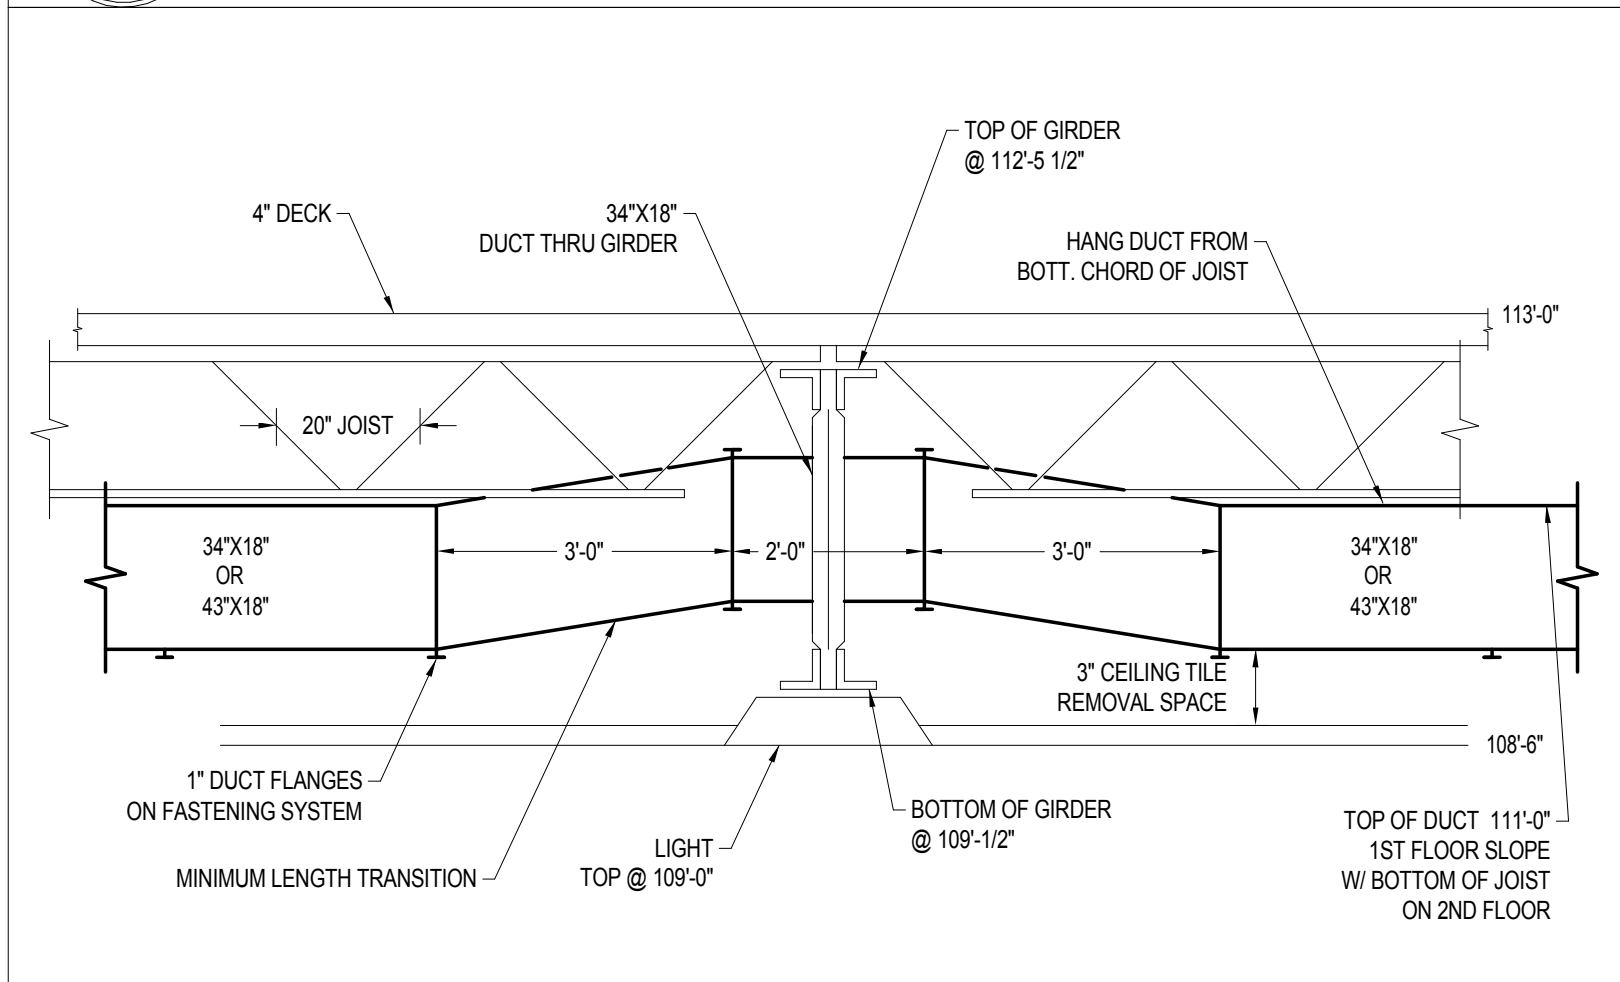 TOP OF GIRDER
@ 112'-5 1/2"
4" DECK
34"X18"
DUCT THRU GIRDER
HANG DUCT FROM
BOTT. CHORD OF JOIST
113'-0"
20" JOIST
34"X18"
OR
43"X18"
3'-0"
2'-0"
3'-0"
34"X18"
OR
43"X18"
3" CEILING TILE
REMOVAL SPACE
108'-6"
1" DUCT FLANGES
ON FASTENING SYSTEM
BOTTOM OF GIRDER
@ 109'-1/2"
LIGHT
TOP @ 109'-0"
MINIMUM LENGTH TRANSITION
TOP OF DUCT 111'-0"
1ST FLOOR SLOPE
W/ BOTTOM OF JOIST
ON 2ND FLOOR